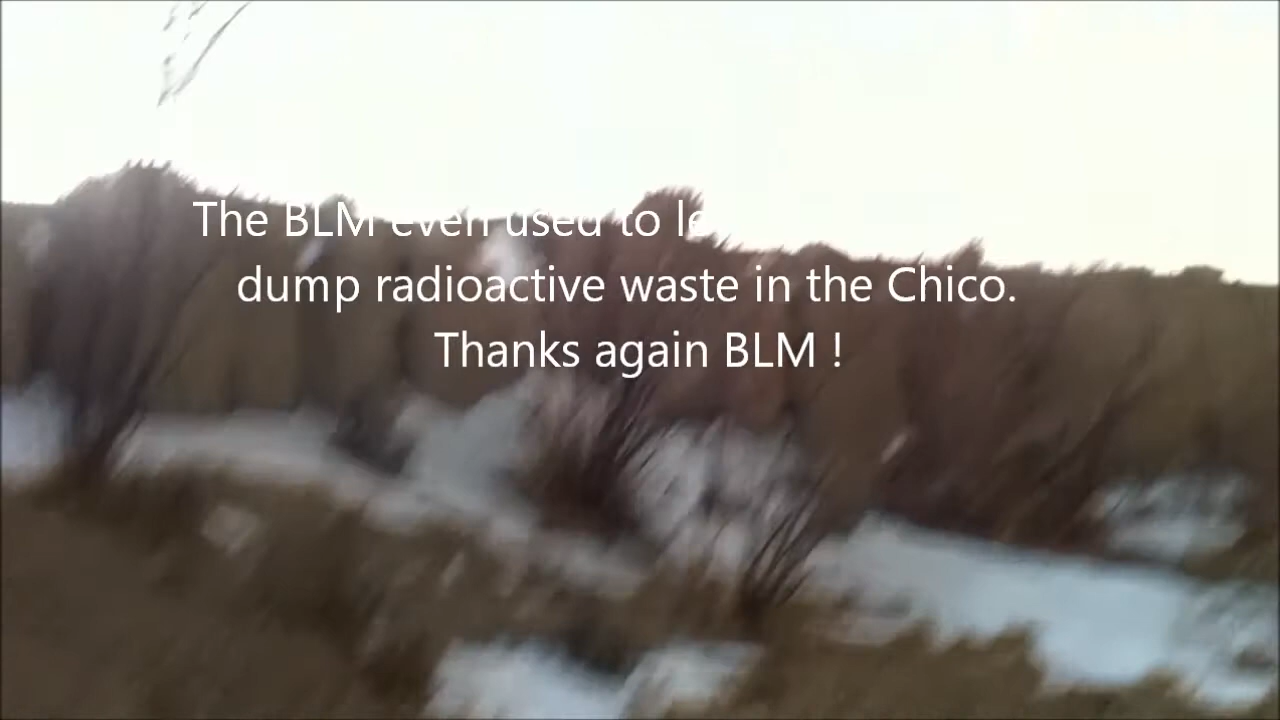 The BLM even used to
dump radioactive waste in the Chico.
Thanks again BLM !